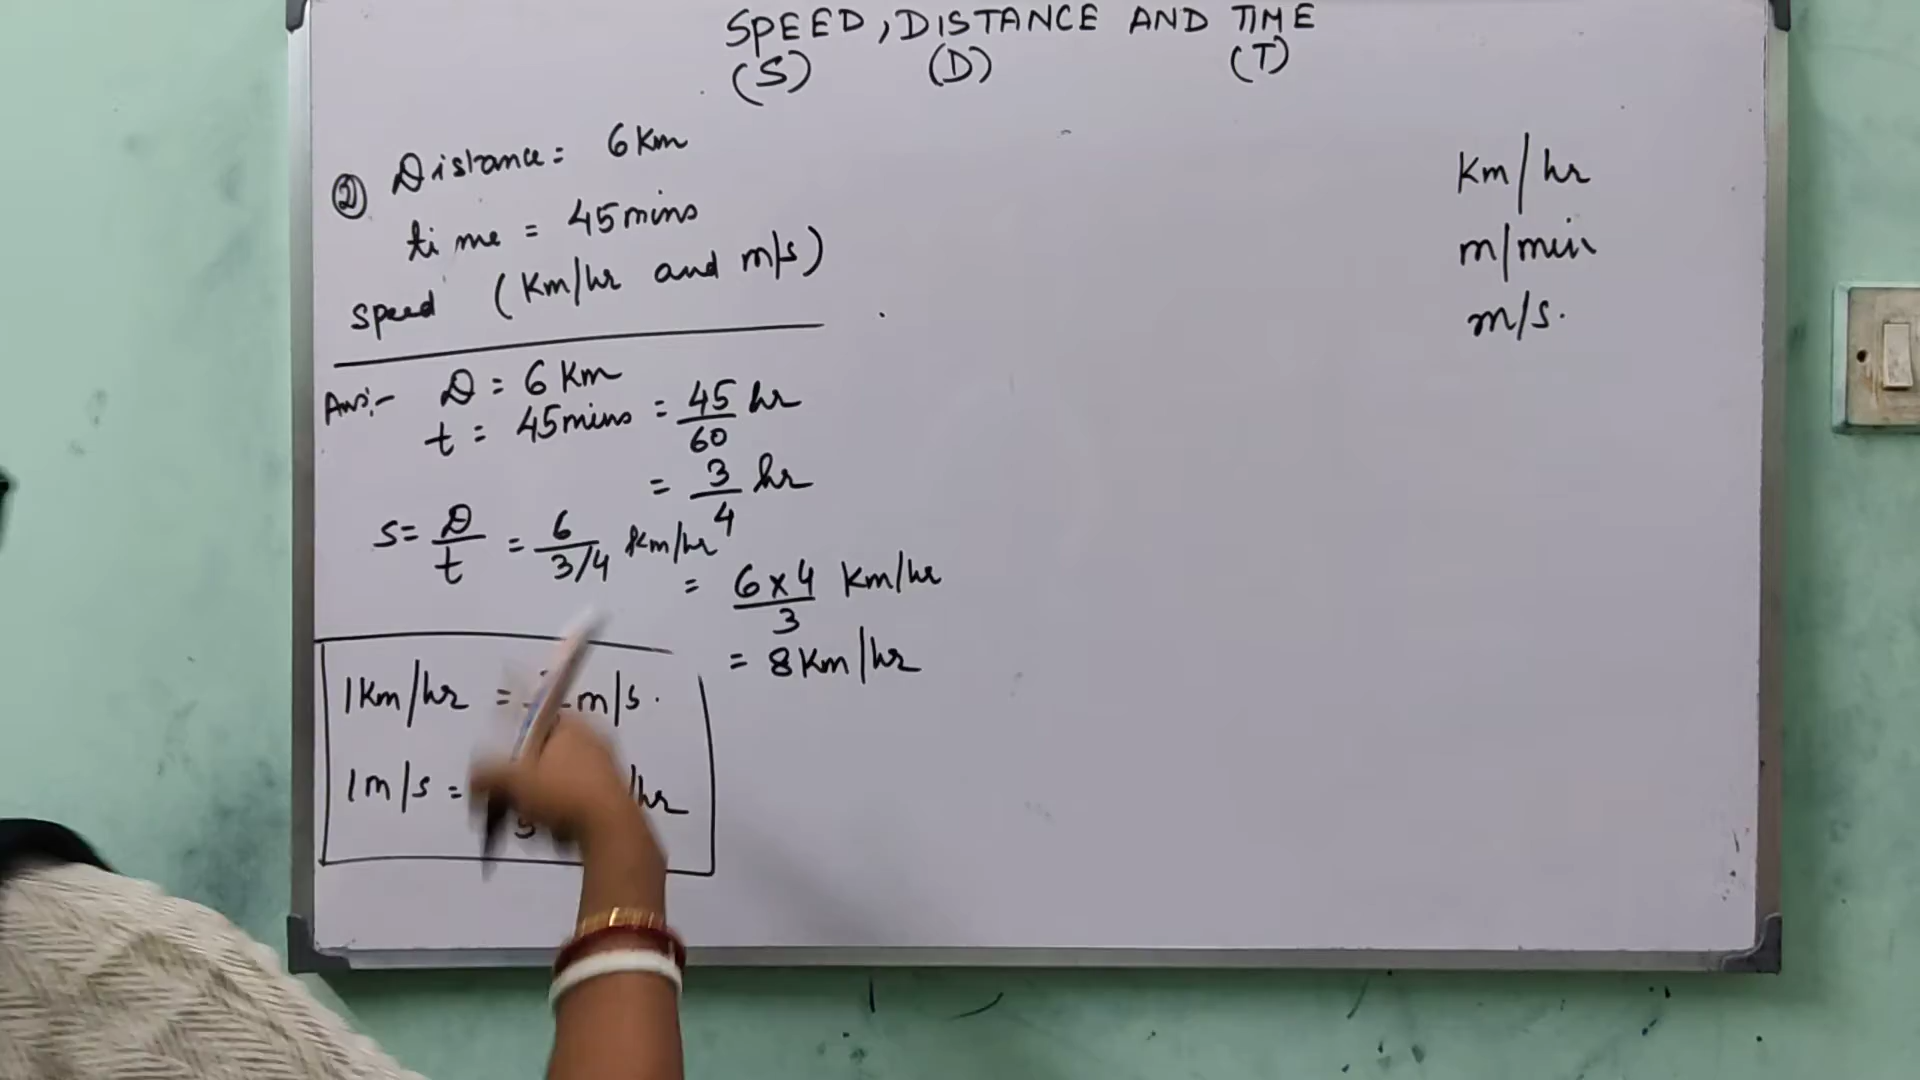 SPEED, DISTANCE AND TIME
(S) (D) (T)
② Distance = 6 Km
time = 45 mins
Speed (Km/hr and m/s)
Ans:- D = 6 Km
t = 45 mins = 45/60 hr
= 3/4 hr
S = D/t = 6/3/4 km/hr
= 6 x 4/3 Km/hr
= 8 Km/hr
1 Km/hr = m/s.
1 m/s = /hr
Km/hr
m/min
m/s.